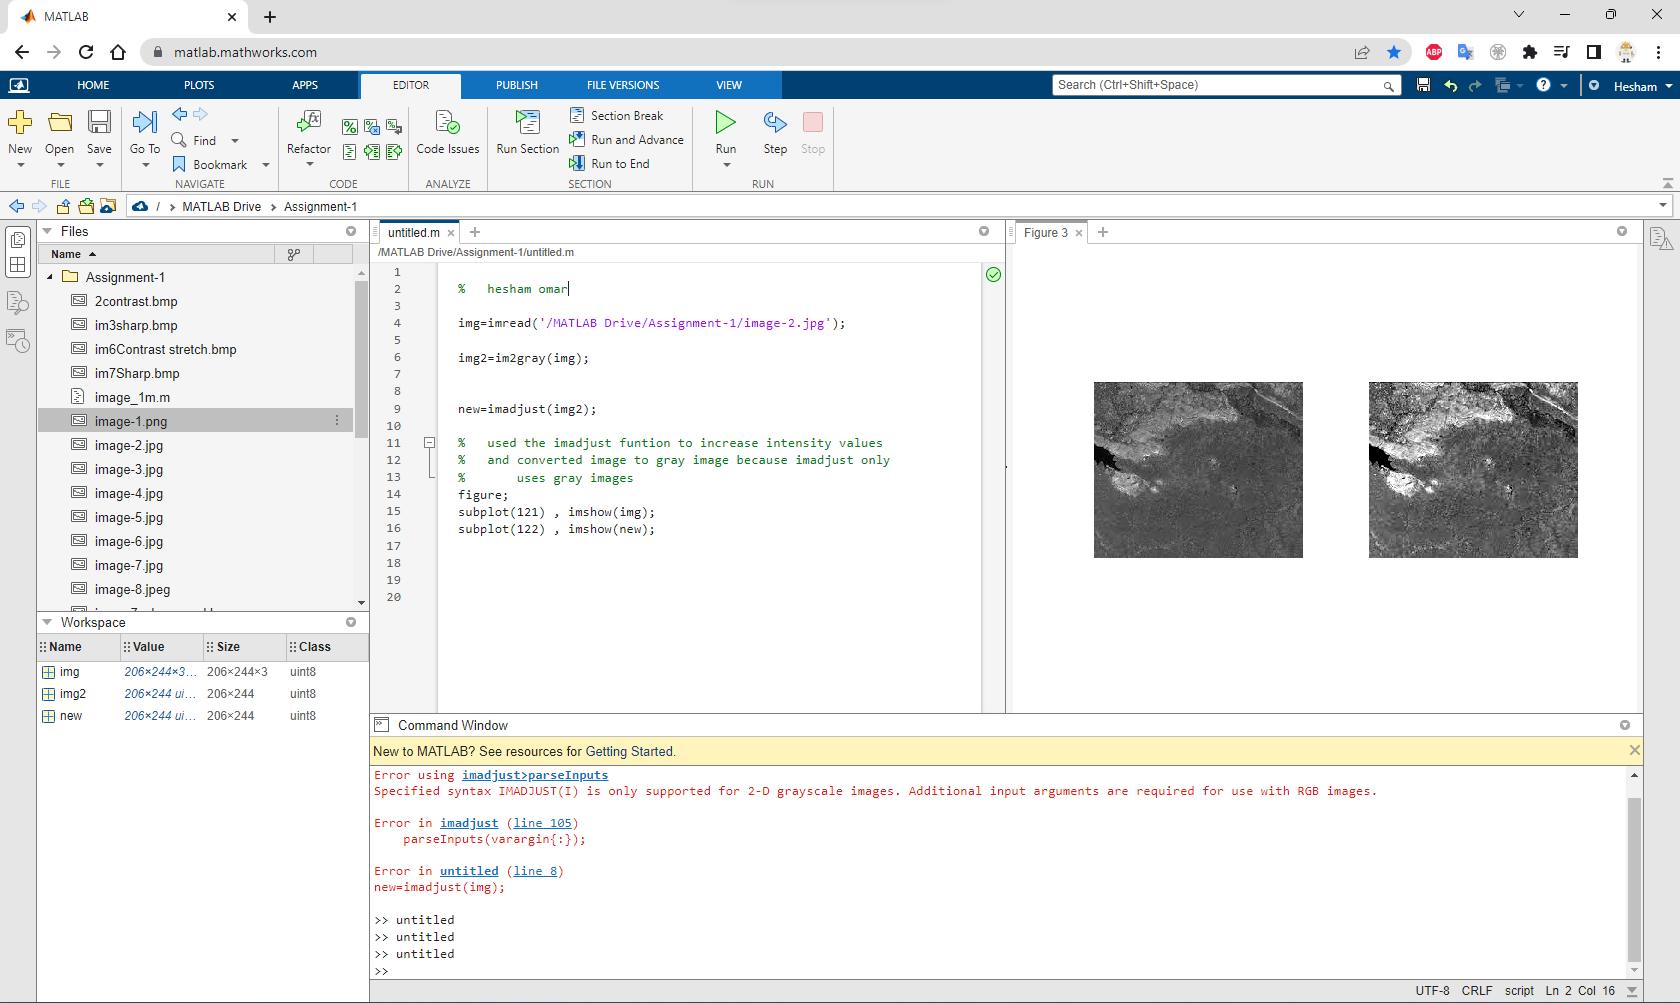 MATLAB
matlab.mathworks.com
ABP
HOME PLOTS APPS EDITOR PUBLISH FILE VERSIONS VIEW
Search (Ctrl+Shift+Space)
Hesham
New Open Save
FILE
Go To Find Bookmark
NAVIGATE
Refactor
CODE
Code Issues
ANALYZE
Run Section
Section Break
Run and Advance
Run to End
SECTION
Run Step Stop
RUN
/ > MATLAB Drive > Assignment-1
Files
Name
Assignment-1
2contrast.bmp
im3sharp.bmp
im6Contrast stretch.bmp
im7Sharp.bmp
image_1m.m
image-1.png
image-2.jpg
image-3.jpg
image-4.jpg
image-5.jpg
image-6.jpg
image-7.jpg
image-8.jpeg
Workspace
Name Value Size Class
img 206×244×3... 206×244×3 uint8
img2 206×244 ui... 206×244 uint8
new 206×244 ui... 206×244 uint8
untitled.m
/MATLAB Drive/Assignment-1/untitled.m
1
2 % hesham omar
3
4 img=imread('/MATLAB Drive/Assignment-1/image-2.jpg');
5
6 img2=im2gray(img);
7
8
9 new=imadjust(img2);
10
11 % used the imadjust funtion to increase intensity values
12 % and converted image to gray image because imadjust only
13 % uses gray images
14 figure;
15 subplot(121) , imshow(img);
16 subplot(122) , imshow(new);
17
18
19
20
Figure 3
Command Window
New to MATLAB? See resources for Getting Started.
Error using imadjust>parseInputs
Specified syntax IMADJUST(I) is only supported for 2-D grayscale images. Additional input arguments are required for use with RGB images.
Error in imadjust (line 105)
parseInputs(varargin{:});
Error in untitled (line 8)
new=imadjust(img);
>> untitled
>> untitled
>> untitled
>>
UTF-8 CRLF script Ln 2 Col 16